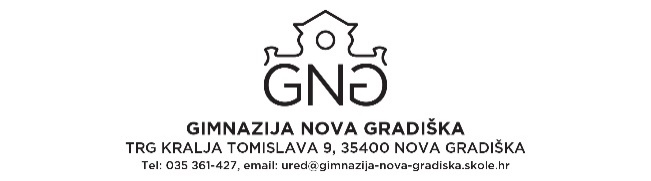 GNG
GIMNAZIJA NOVA GRADIŠKA
TRG KRALJA TOMISLAVA 9, 35400 NOVA GRADIŠKA
Tel: 035 361-427, email: ured@gimnazija-nova-gradiska.skole.hr